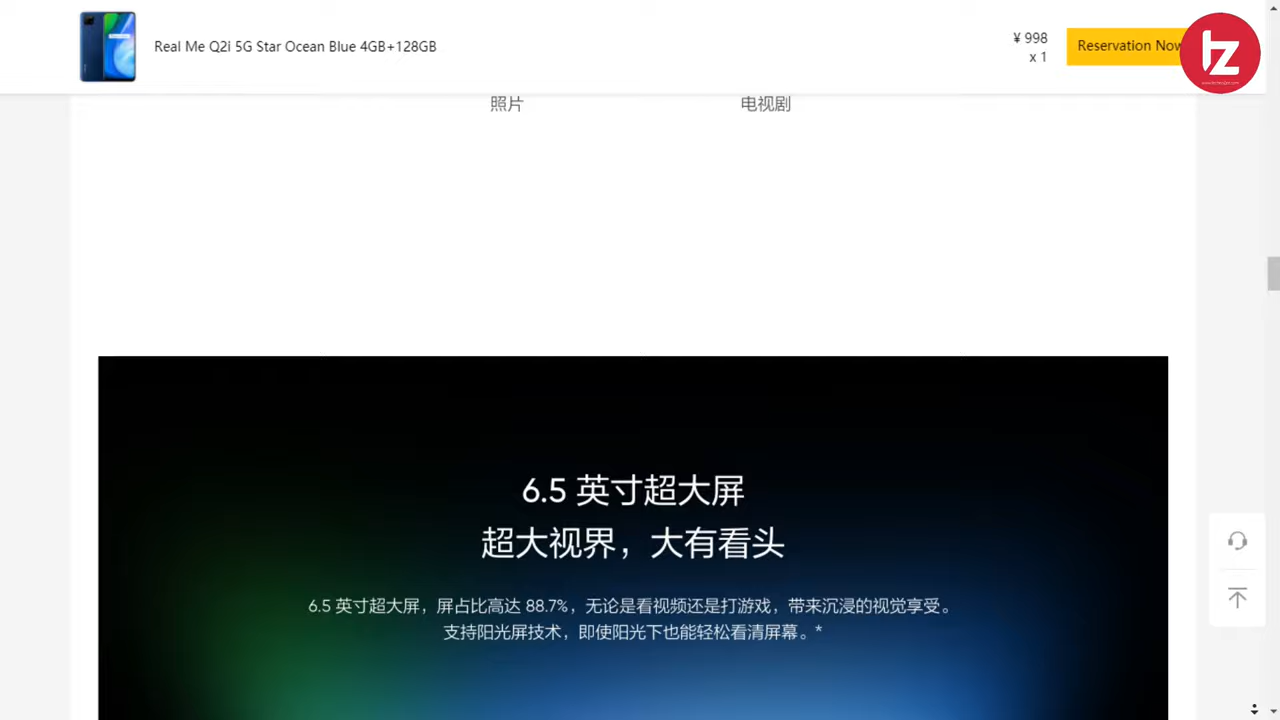 Real Me Q2i 5G Star Ocean Blue 4GB+128GB
¥ 998
x 1
Reservation Now
照片
电视剧
6.5 英寸超大屏
超大视界，大有看头
6.5 英寸超大屏，屏占比高达 88.7%，无论是看视频还是打游戏，带来沉浸的视觉享受。
支持阳光屏技术，即使阳光下也能轻松看清屏幕。*